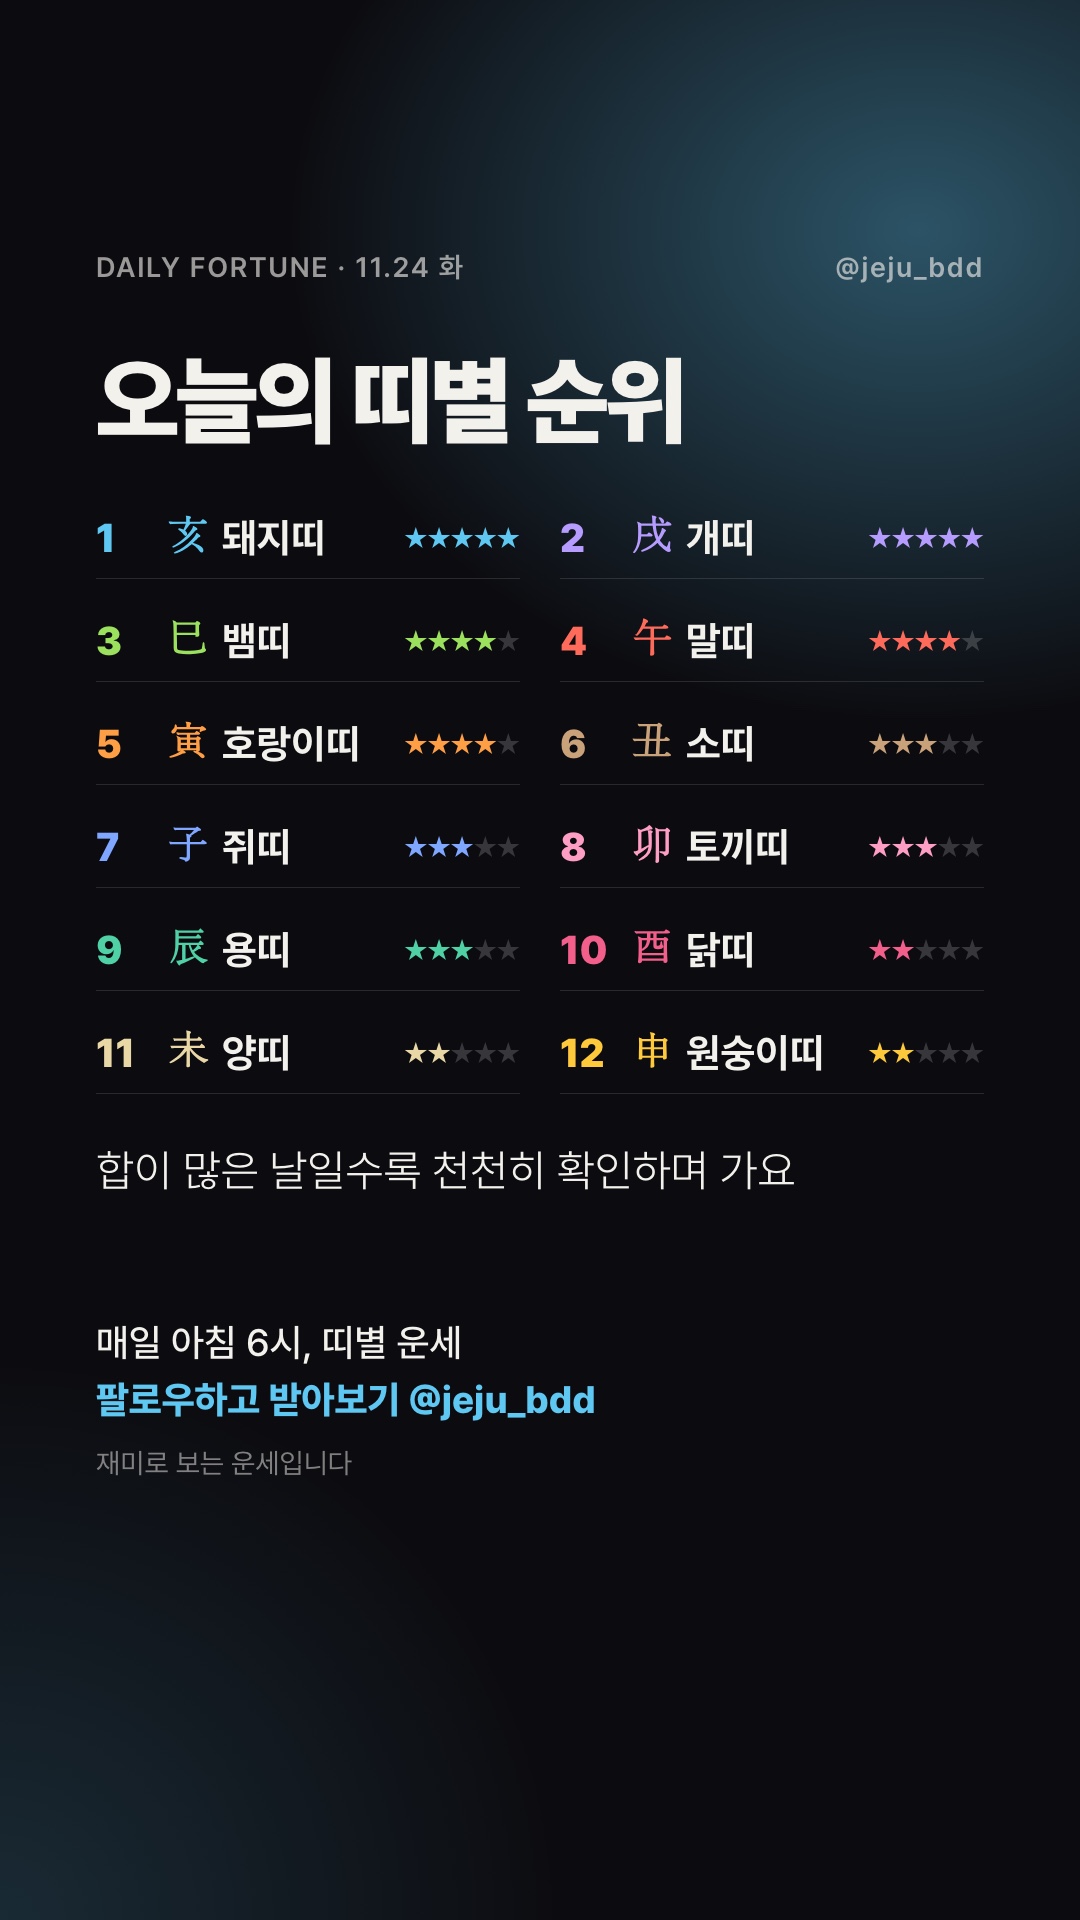 DAILY FORTUNE · 11.24 화
@jeju_bdd
오늘의 띠별 순위
1 亥 돼지띠 ★★★★★
2 戌 개띠 ★★★★★
3 巳 뱀띠 ★★★★★
4 午 말띠 ★★★★★
5 寅 호랑이띠 ★★★★★
6 丑 소띠 ★★★★★
7 子 쥐띠 ★★★★★
8 卯 토끼띠 ★★★★★
9 辰 용띠 ★★★★★
10 酉 닭띠 ★★★★★
11 未 양띠 ★★★★★
12 申 원숭이띠 ★★★★★
합이 많은 날일수록 천천히 확인하며 가요
매일 아침 6시, 띠별 운세
팔로우하고 받아보기 @jeju_bdd
재미로 보는 운세입니다